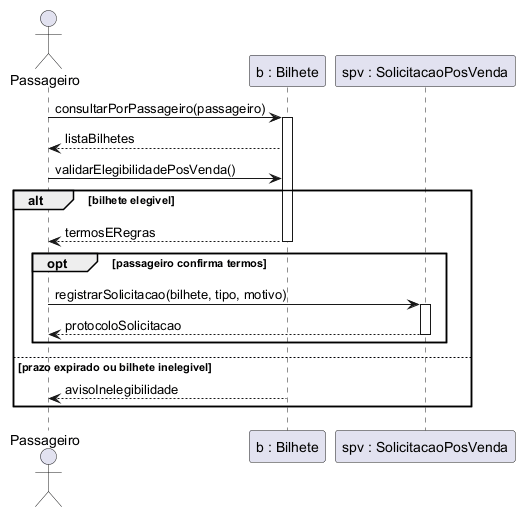 Passageiro
b : Bilhete
spv : SolicitacaoPosVenda
consultarPorPassageiro(passageiro)
listaBilhetes
validarElegibilidadePosVenda()
alt
[bilhete elegivel]
termosERegras
opt
[passageiro confirma termos]
registrarSolicitacao(bilhete, tipo, motivo)
protocoloSolicitacao
[prazo expirado ou bilhete inelegivel]
avisoInelegibilidade
Passageiro
b : Bilhete
spv : SolicitacaoPosVenda